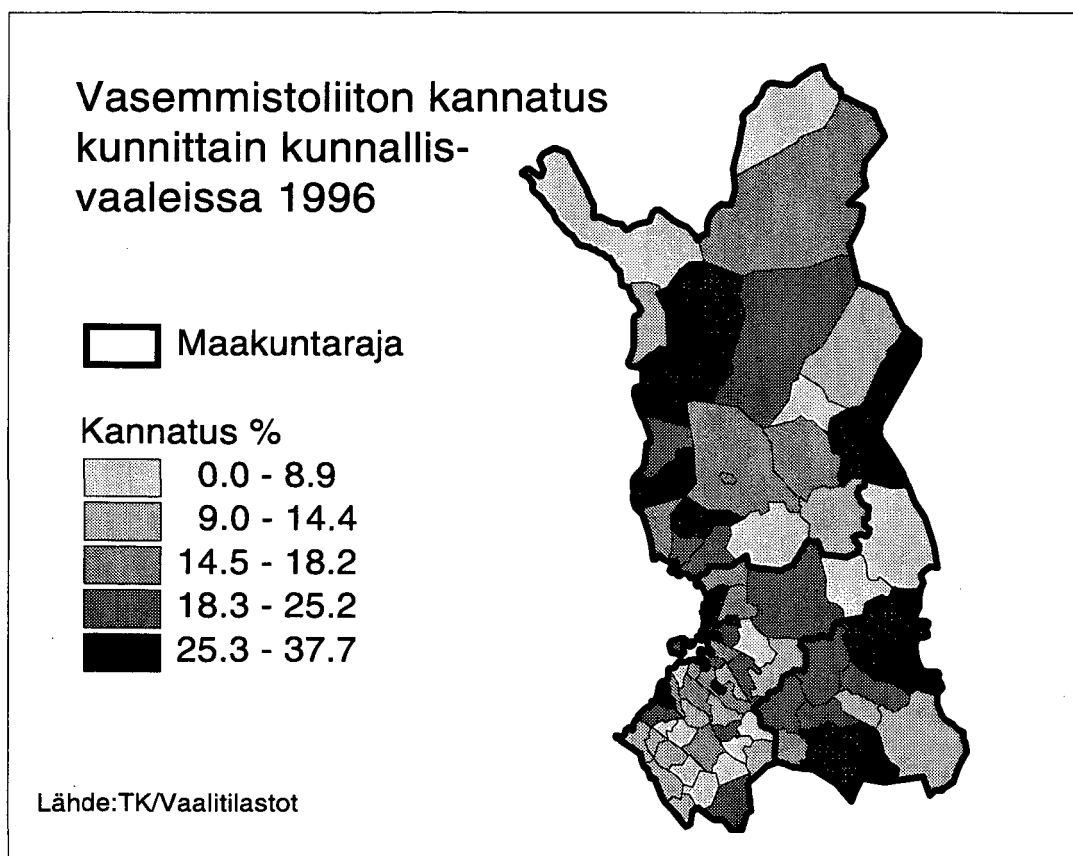 Vasemmistoliiton kannatus
kunnittain kunnallis-
vaaleissa 1996
Maakuntaraja
Kannatus %
0.0 - 8.9
9.0 - 14.4
14.5 - 18.2
18.3 - 25.2
25.3 - 37.7
Lähde:TK/Vaalitilastot